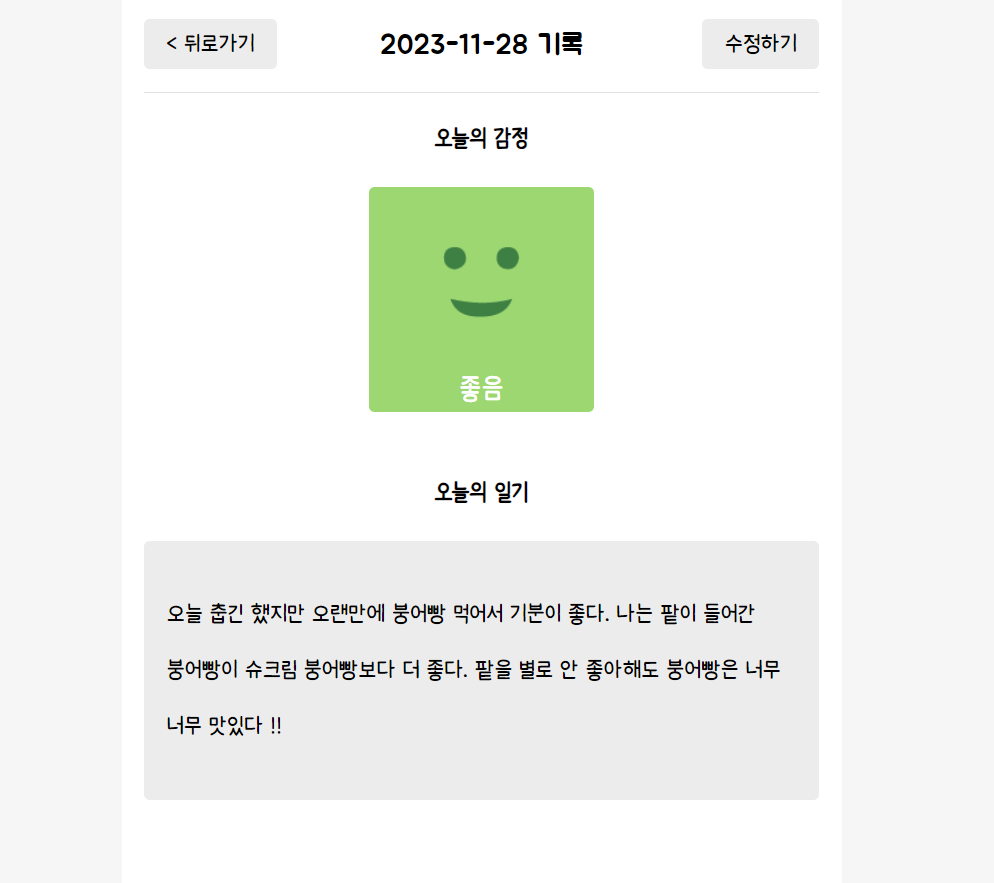 < 뒤로가기
2023-11-28 기록
수정하기
오늘의 감정
좋음
오늘의 일기
오늘 춥긴 했지만 오랜만에 붕어빵 먹어서 기분이 좋다. 나는 팥이 들어간
붕어빵이 슈크림 붕어빵보다 더 좋다. 팥을 별로 안 좋아해도 붕어빵은 너무
너무 맛있다 !!